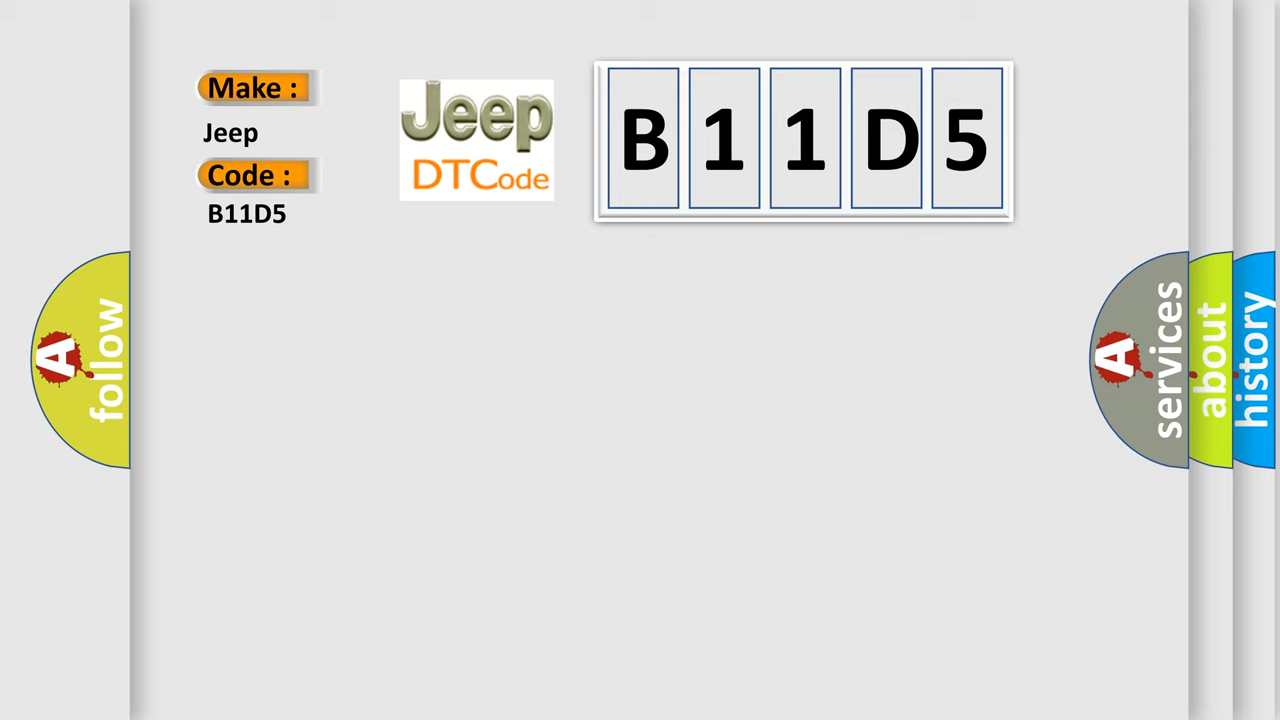 Make :
Jeep
Code :
B11D5
Jeep
DTCode
B 1 1 D 5
A follow
A services
about
history